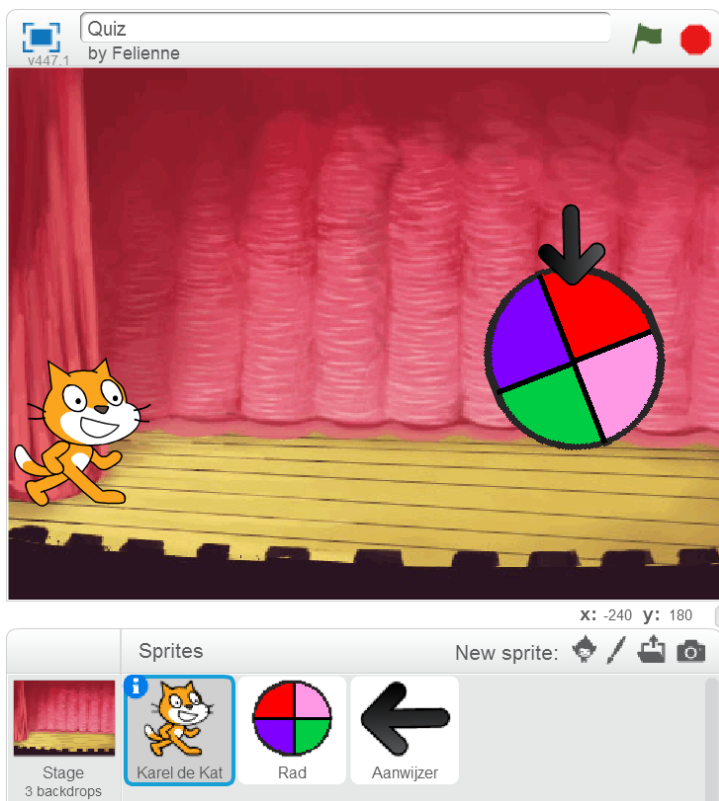 Quiz
by Felienne
v447.1
x: -240 y: 180
Sprites
New sprite:
Stage
3 backdrops
Karel de Kat
Rad
Aanwijzer